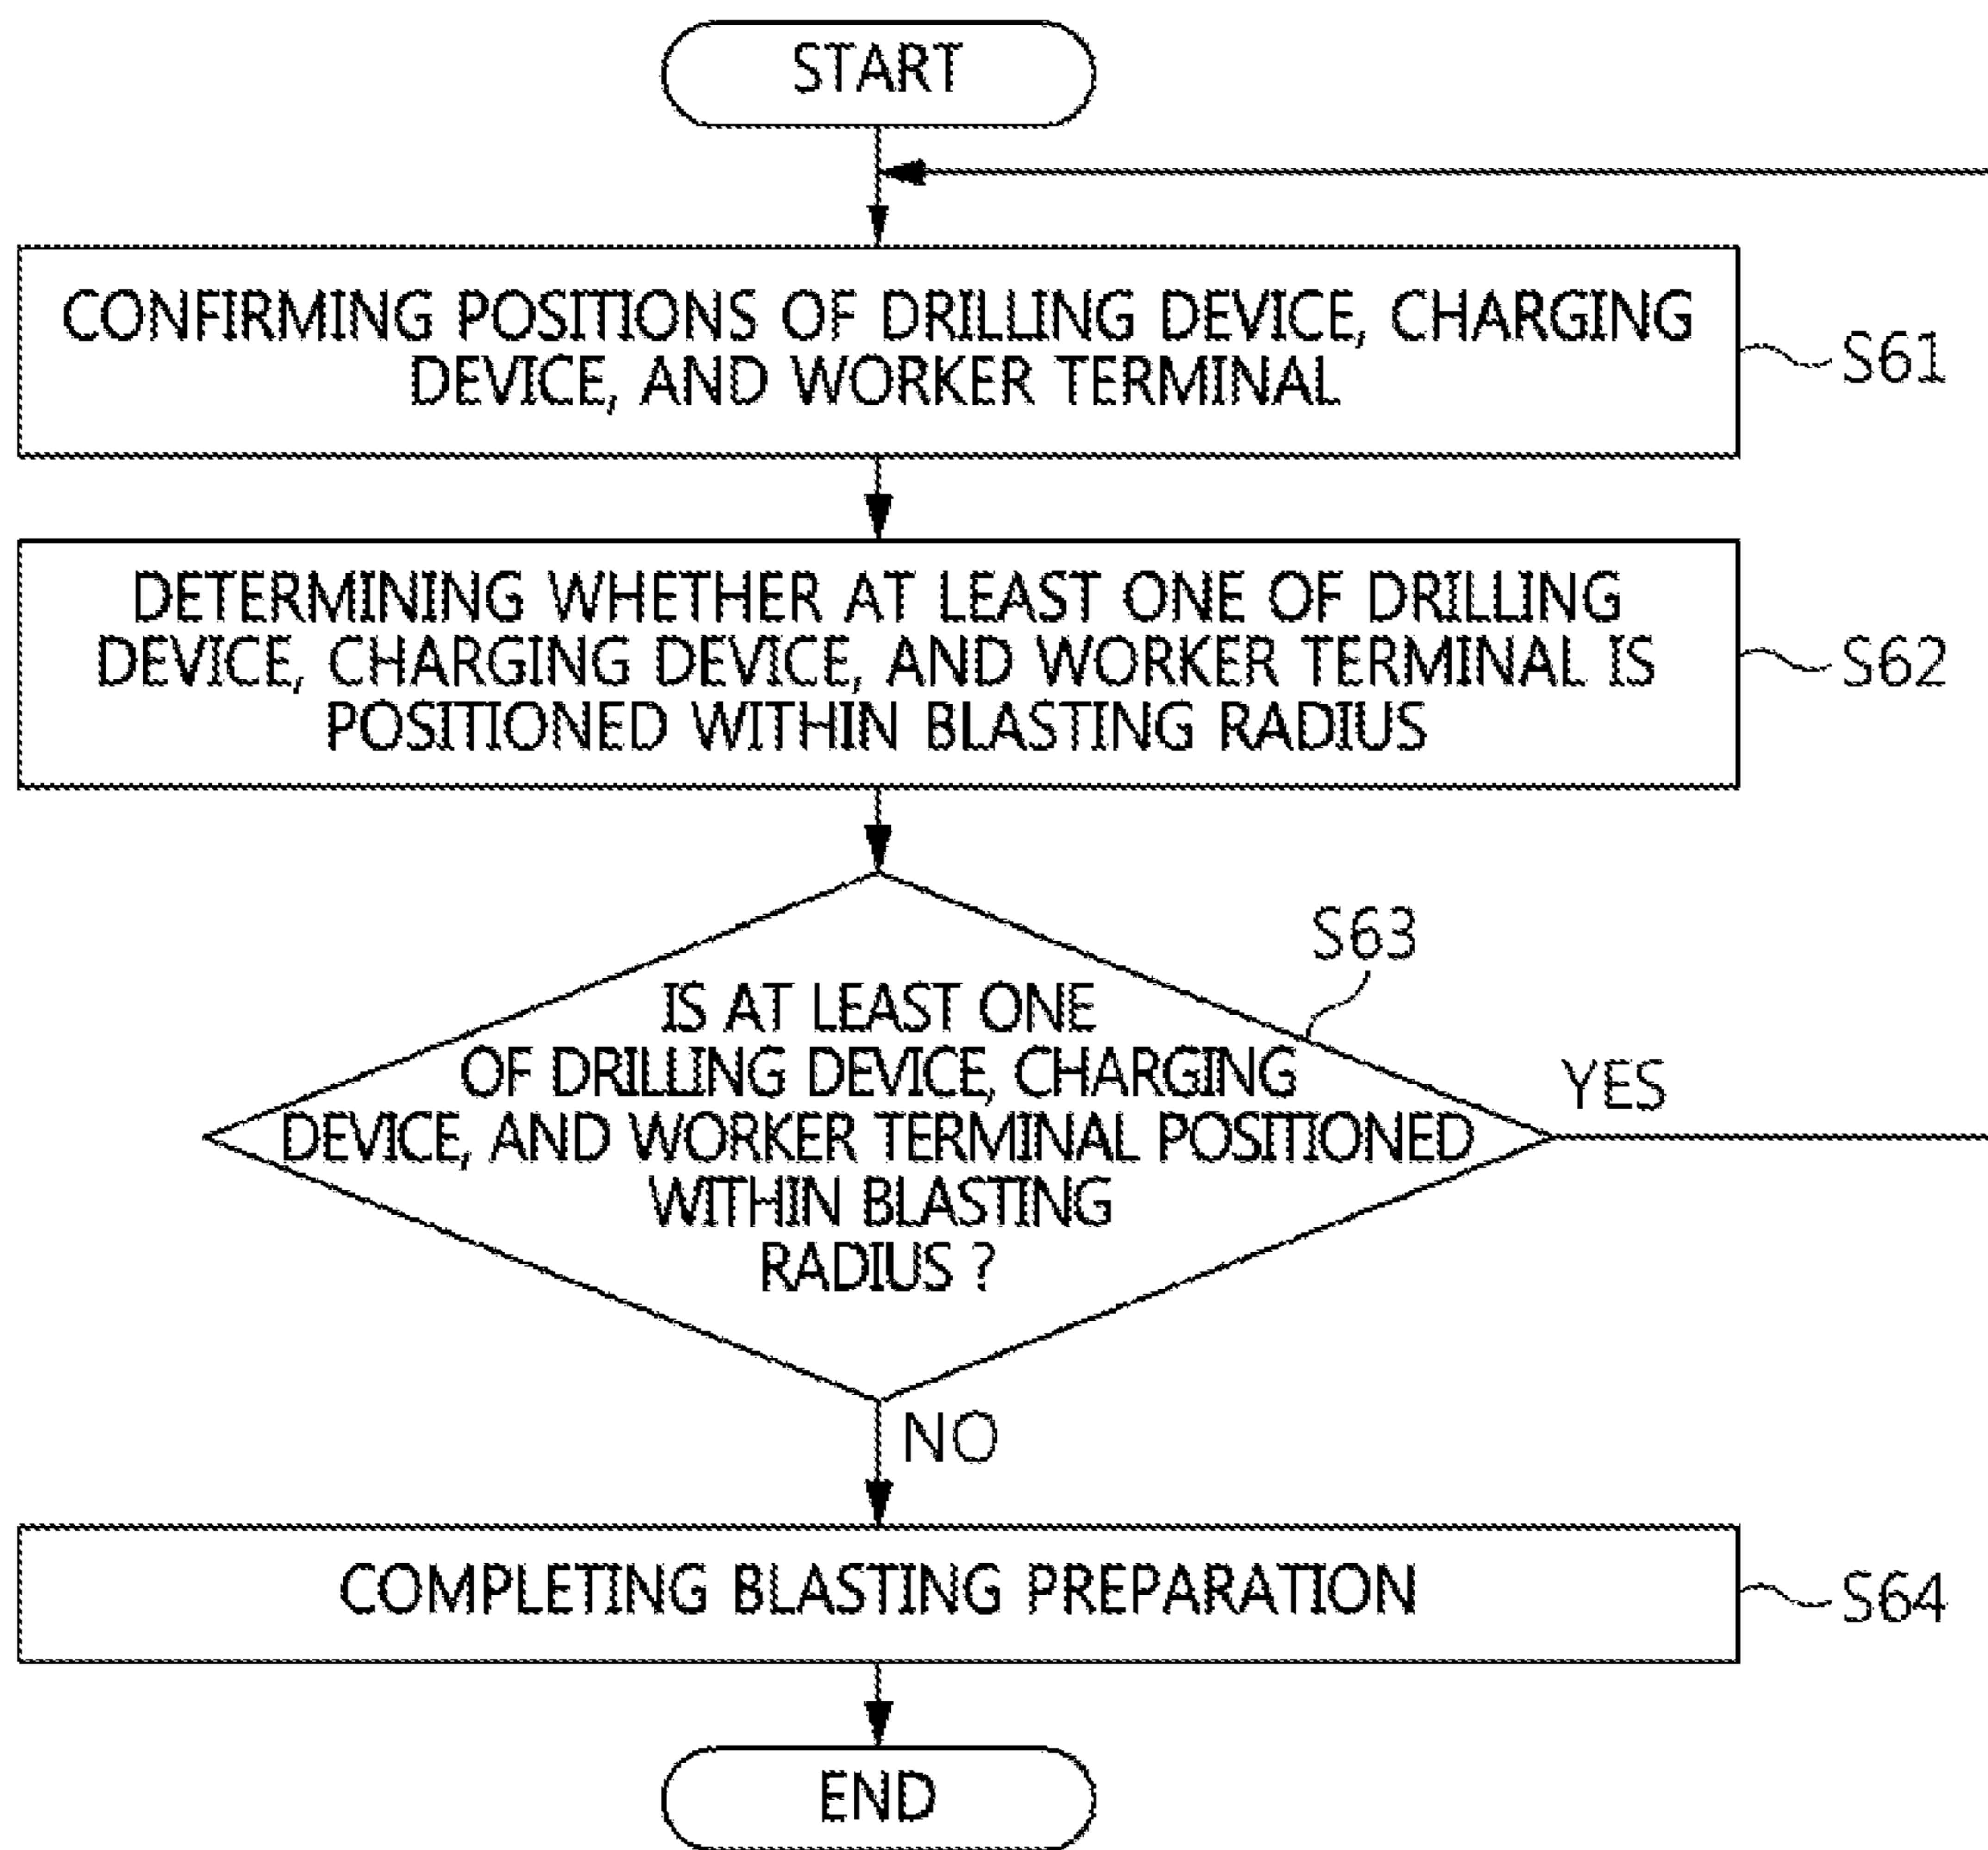 START
CONFIRMING POSITIONS OF DRILLING DEVICE, CHARGING
DEVICE, AND WORKER TERMINAL
S61
DETERMINING WHETHER AT LEAST ONE OF DRILLING
DEVICE, CHARGING DEVICE, AND WORKER TERMINAL IS
POSITIONED WITHIN BLASTING RADIUS
S62
S63
IS AT LEAST ONE
OF DRILLING DEVICE, CHARGING
DEVICE, AND WORKER TERMINAL POSITIONED
WITHIN BLASTING
RADIUS ?
YES
NO
COMPLETING BLASTING PREPARATION
S64
END